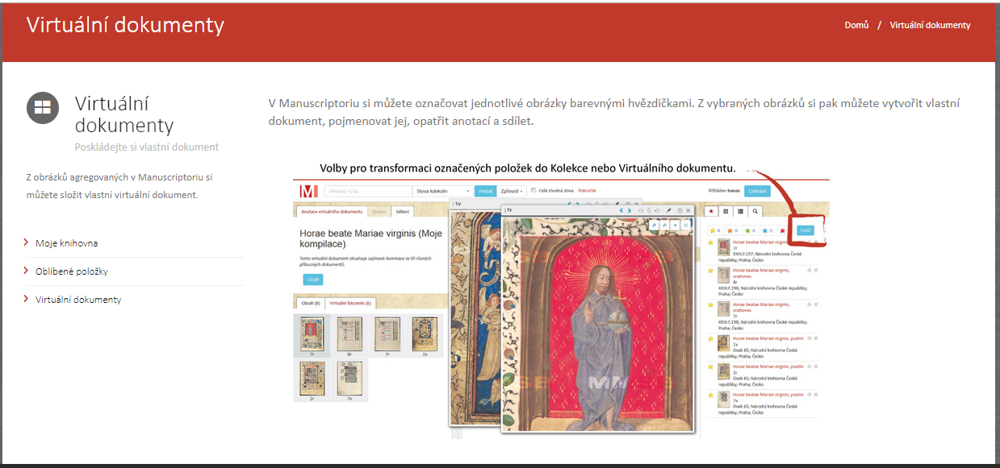 Virtuální dokumenty
Domů / Virtuální dokumenty
Virtuální
dokumenty
Poskládejte si vlastní dokument
Z obrázků agregovaných v Manuscriptoriu si
můžete složit vlastní virtuální dokument.
Moje knihovna
Oblíbené položky
Virtuální dokumenty
V Manuscriptoriu si můžete označovat jednotlivé obrázky barevnými hvězdičkami. Z vybraných obrázků si pak můžete vytvořit vlastní
dokument, pojmenovat jej, opatřit anotací a sdílet.
Volby pro transformaci označených položek do Kolekce nebo Virtuálního dokumentu.
Hledaný výraz
Slova kdekoliv
Hledat
Zpřesnit
Celá shodná slova
Pokročilé
Přihlášen tomas
Odhlásit
Anotace virtuálního dokumentu
Sdílení
Horae beate Mariae virginis (Moje
kompilace)
Tento virtuální dokument obsahuje zajímavé iluminace ze tří různých
příbuzných dokumentů.
Uložit
Obsah (6)
Virtuální faksimile (6)
7r
8r
7r
1v
2r
7v
1v
7r
6 0 0 0
Další
Horae beatae Mariae virginis,
7r
XXIII.F.197; Národní knihovna České
republiky; Praha; Česko
Horae beatae Mariae virginis,
orationes
8r
XXIII.F.198; Národní knihovna České republiky;
Praha; Česko
Horae beatae Mariae virginis,
orationes
7r
XXIII.F.198; Národní knihovna České republiky;
Praha; Česko
Horae beatae Mariae virginis, psalmi
1v
Osek 65; Národní knihovna České
republiky; Praha; Česko
Horae beatae Mariae virginis, psalmi
2r
Osek 65; Národní knihovna České
republiky; Praha; Česko
Horae beatae Mariae virginis, psalmi
7v
Osek 65; Národní knihovna České
republiky; Praha; Česko